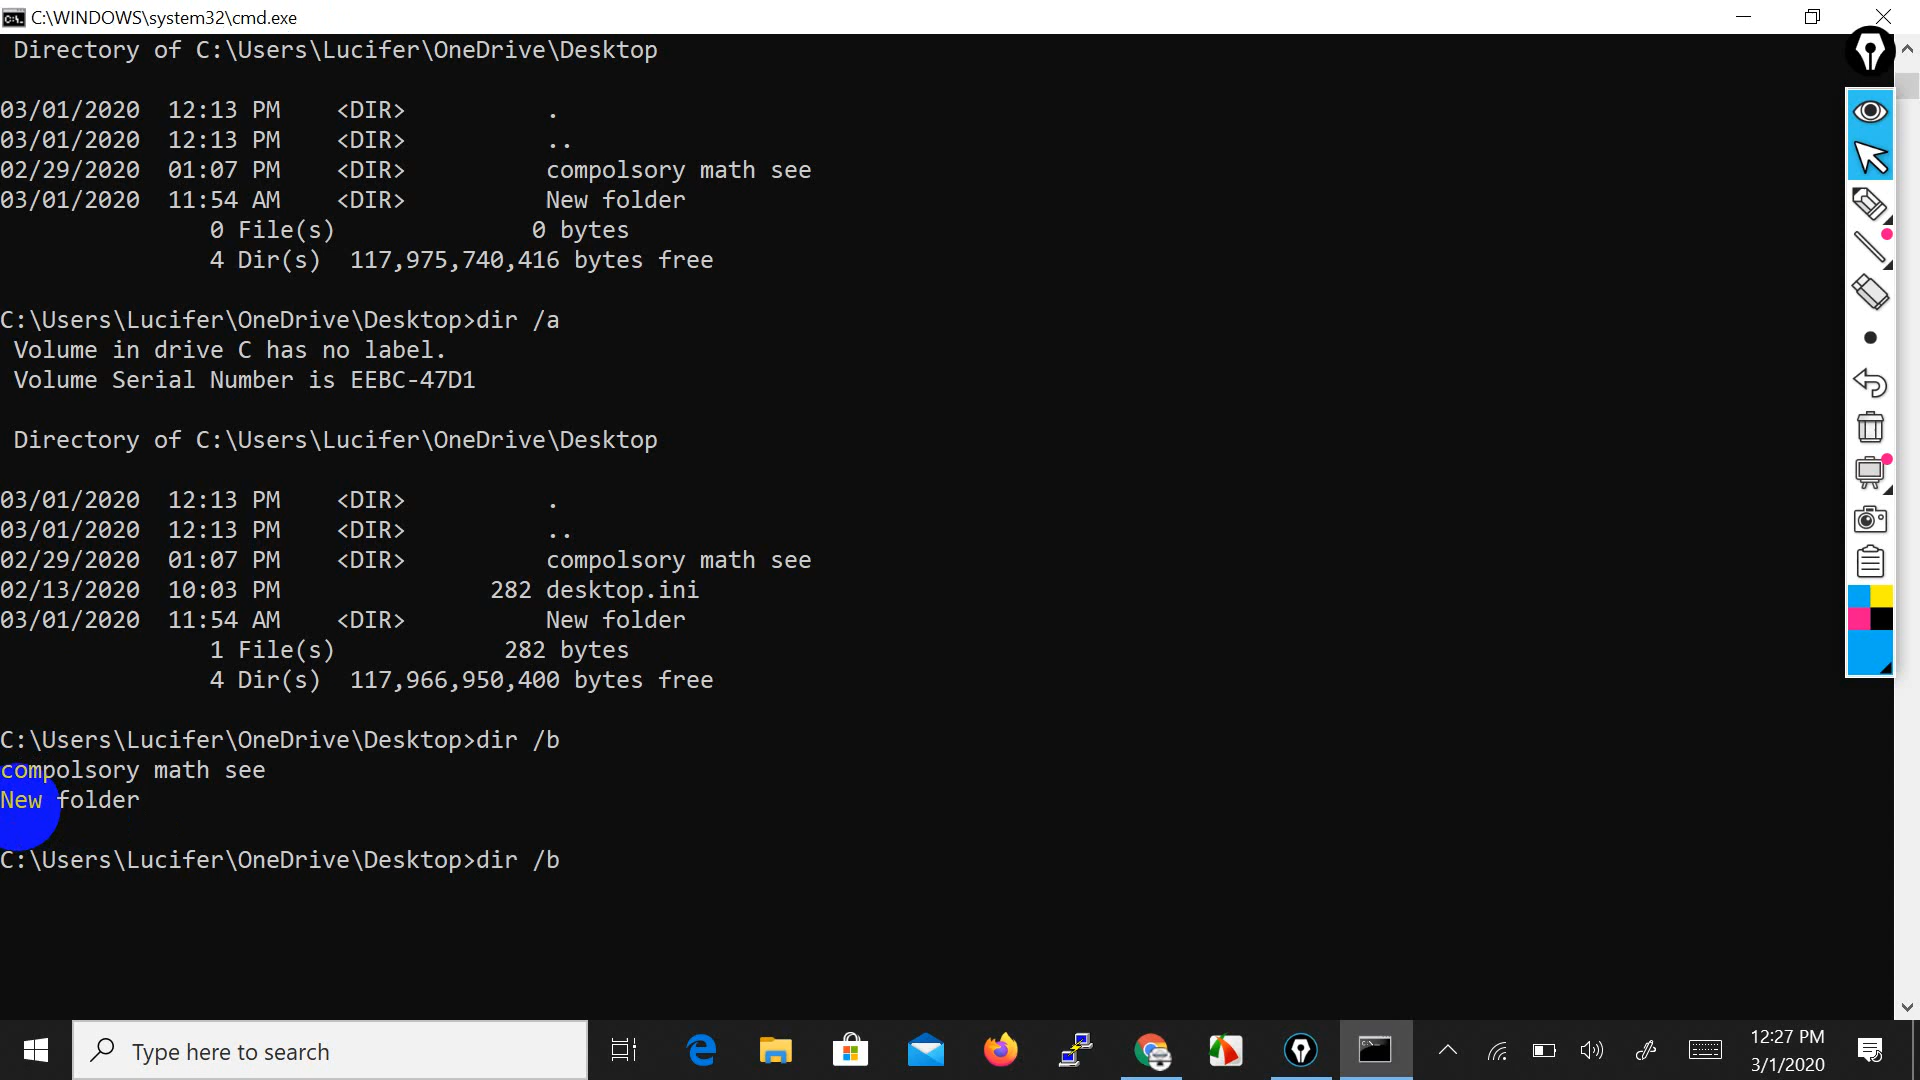 C:\WINDOWS\system32\cmd.exe
Directory of C:\Users\Lucifer\OneDrive\Desktop
03/01/2020  12:13 PM    <DIR>          .
03/01/2020  12:13 PM    <DIR>          ..
02/29/2020  01:07 PM    <DIR>          compolsory math see
03/01/2020  11:54 AM    <DIR>          New folder
0 File(s)              0 bytes
4 Dir(s)  117,975,740,416 bytes free
C:\Users\Lucifer\OneDrive\Desktop>dir /a
Volume in drive C has no label.
Volume Serial Number is EEBC-47D1
Directory of C:\Users\Lucifer\OneDrive\Desktop
03/01/2020  12:13 PM    <DIR>          .
03/01/2020  12:13 PM    <DIR>          ..
02/29/2020  01:07 PM    <DIR>          compolsory math see
02/13/2020  10:03 PM               282 desktop.ini
03/01/2020  11:54 AM    <DIR>          New folder
1 File(s)            282 bytes
4 Dir(s)  117,966,950,400 bytes free
C:\Users\Lucifer\OneDrive\Desktop>dir /b
compolsory math see
New folder
C:\Users\Lucifer\OneDrive\Desktop>dir /b
Type here to search
12:27 PM
3/1/2020